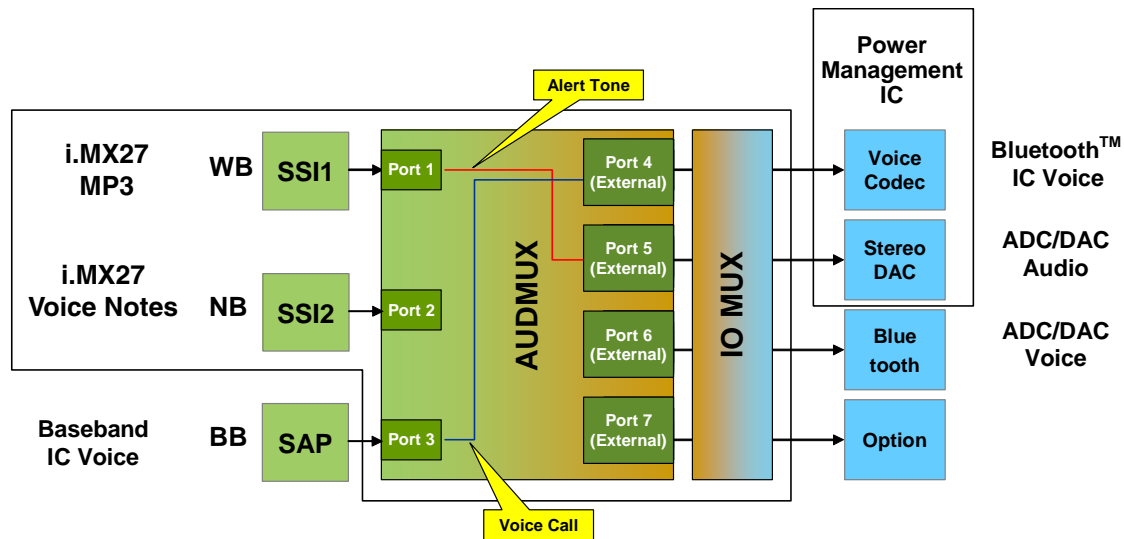 Power
Management
IC
Alert Tone
i.MX27
MP3
WB
SSI1
Port 1
Port 4
(External)
Voice
Codec
Bluetooth™
IC Voice
Port 5
(External)
Stereo
DAC
ADC/DAC
Audio
i.MX27
Voice Notes
NB
SSI2
Port 2
AUDMUX
IO MUX
Port 6
(External)
Blue
tooth
ADC/DAC
Voice
Baseband
IC Voice
BB
SAP
Port 3
Port 7
(External)
Option
Voice Call